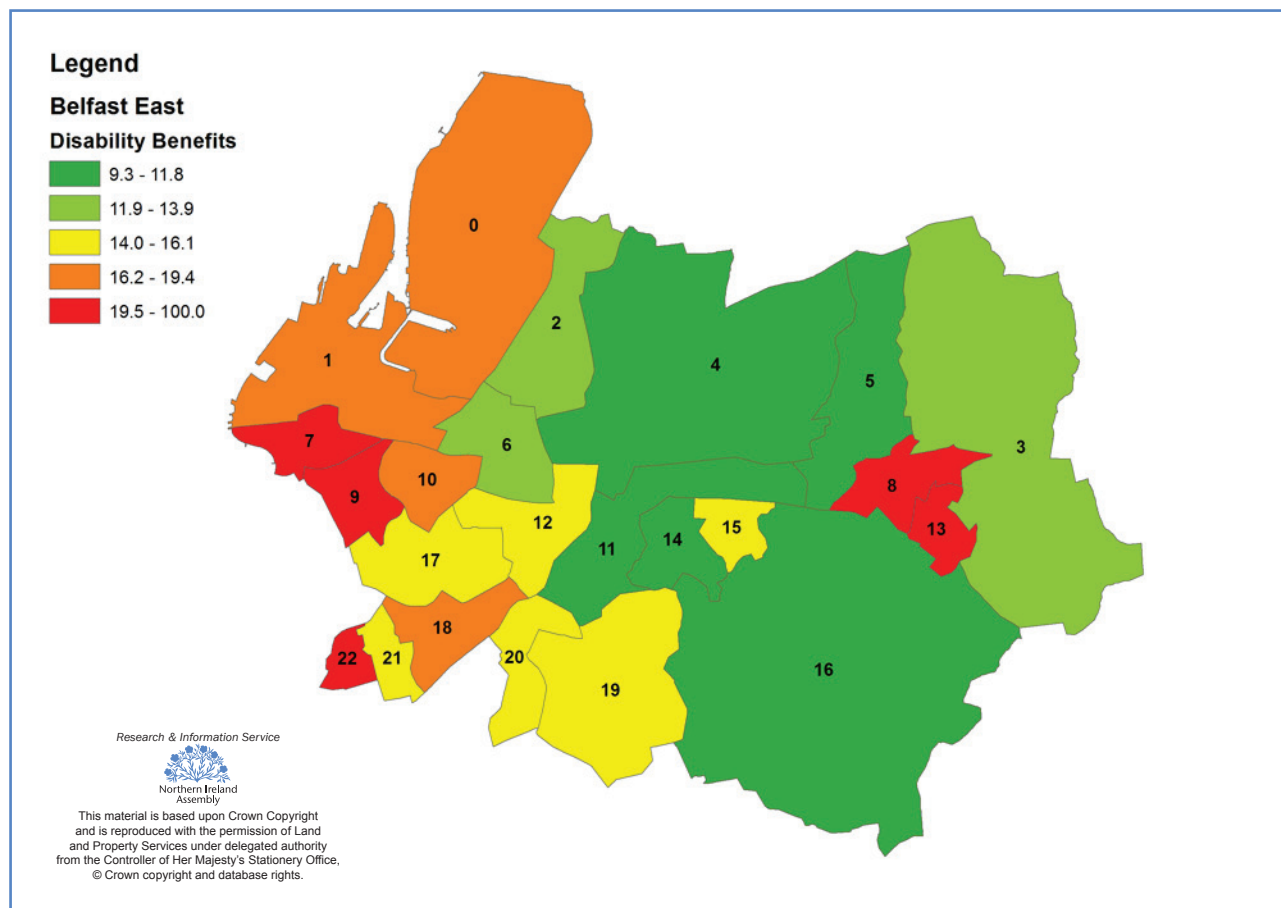 Legend
Belfast East
Disability Benefits
9.3 - 11.8
11.9 - 13.9
14.0 - 16.1
16.2 - 19.4
19.5 - 100.0
0
1
2
3
4
5
6
7
8
9
10
11
12
13
14
15
16
17
18
19
20
21
22
Research & Information Service
Northern Ireland
Assembly
This material is based upon Crown Copyright
and is reproduced with the permission of Land
and Property Services under delegated authority
from the Controller of Her Majesty's Stationery Office,
© Crown copyright and database rights.